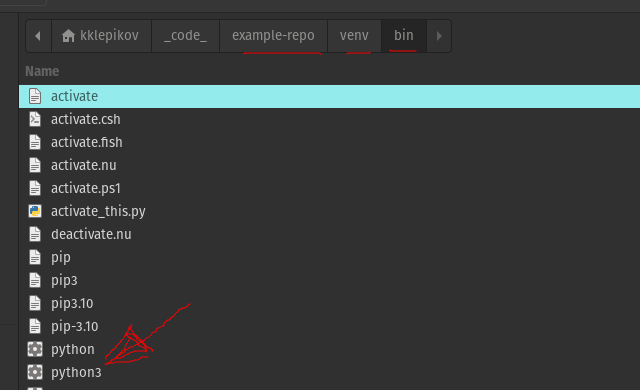 kklepikov _code_ example-repo venv bin
Name
activate
activate.csh
activate.fish
activate.nu
activate.ps1
activate_this.py
deactivate.nu
pip
pip3
pip3.10
pip-3.10
python
python3